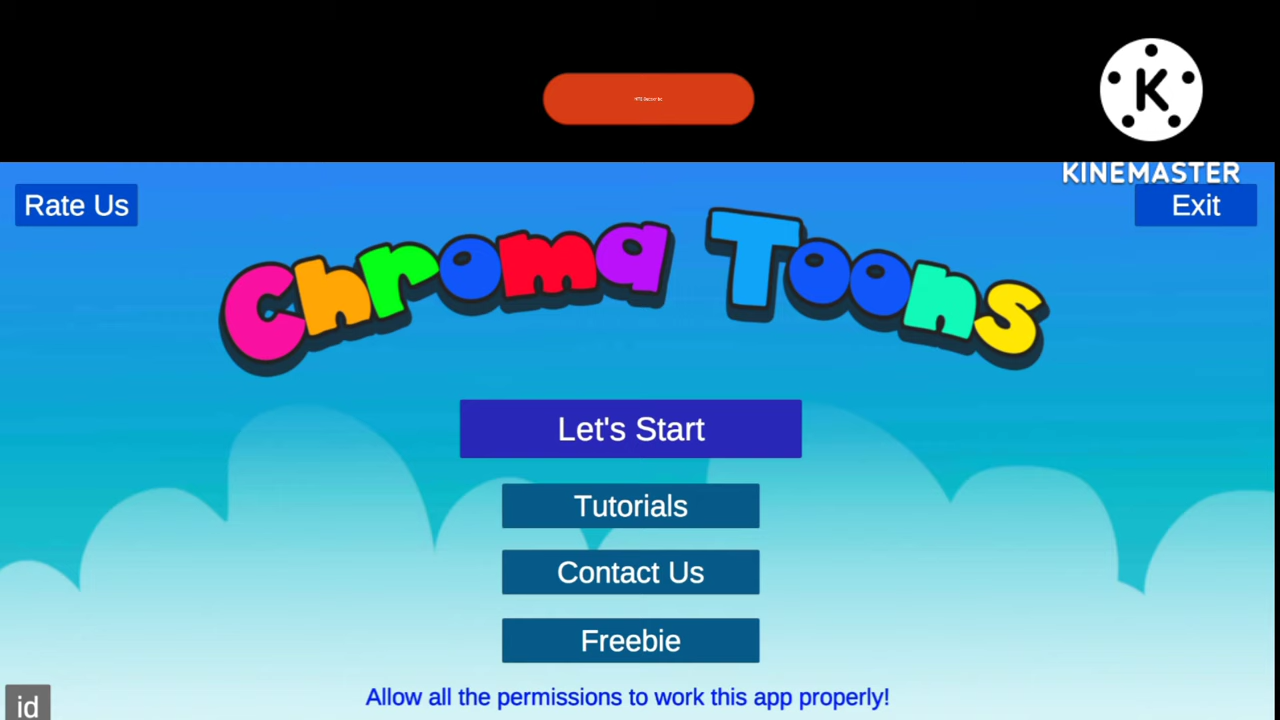 K
KINEMASTER
Rate Us
Exit
Chroma Toons
Let's Start
Tutorials
Contact Us
Freebie
Allow all the permissions to work this app properly!
id